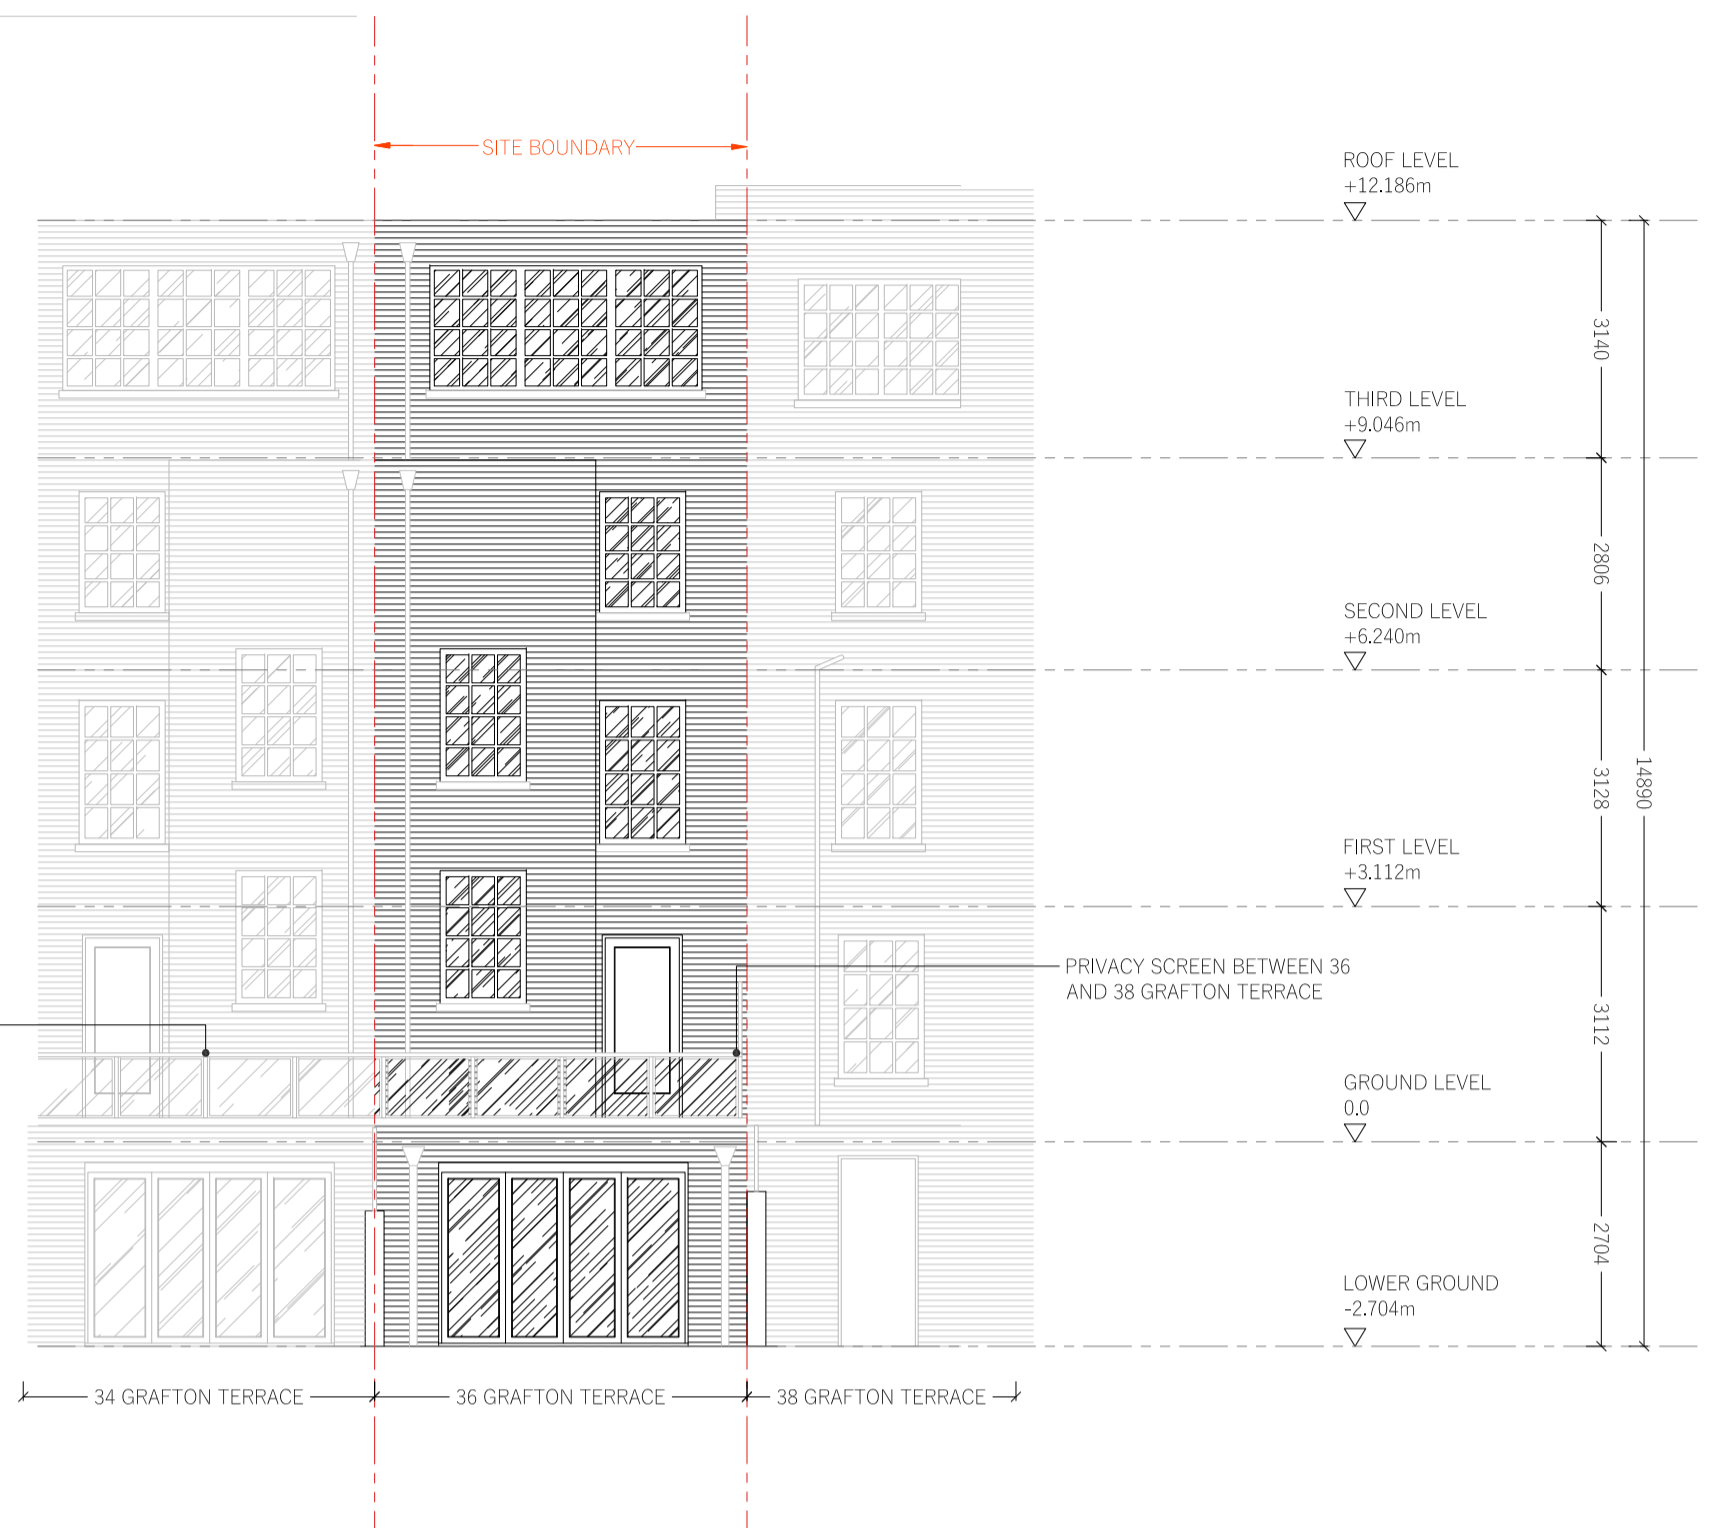 SITE BOUNDARY
ROOF LEVEL
+12.186m
3140
THIRD LEVEL
+9.046m
2806
SECOND LEVEL
+6.240m
3128
14890
FIRST LEVEL
+3.112m
PRIVACY SCREEN BETWEEN 36
AND 38 GRAFTON TERRACE
3112
GROUND LEVEL
0.0
2704
LOWER GROUND
-2.704m
34 GRAFTON TERRACE
36 GRAFTON TERRACE
38 GRAFTON TERRACE